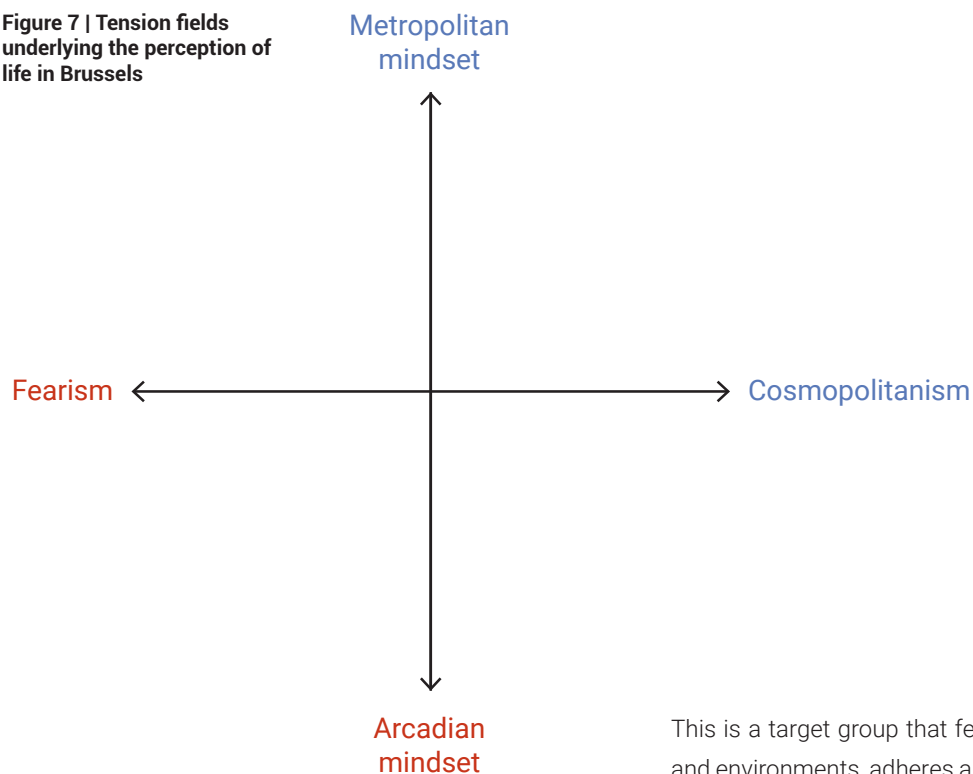 Figure 7 | Tension fields
underlying the perception of
life in Brussels
Metropolitan
mindset
Fearism
Cosmopolitanism
Arcadian
mindset
This is a target group that fe
and environments, adheres a